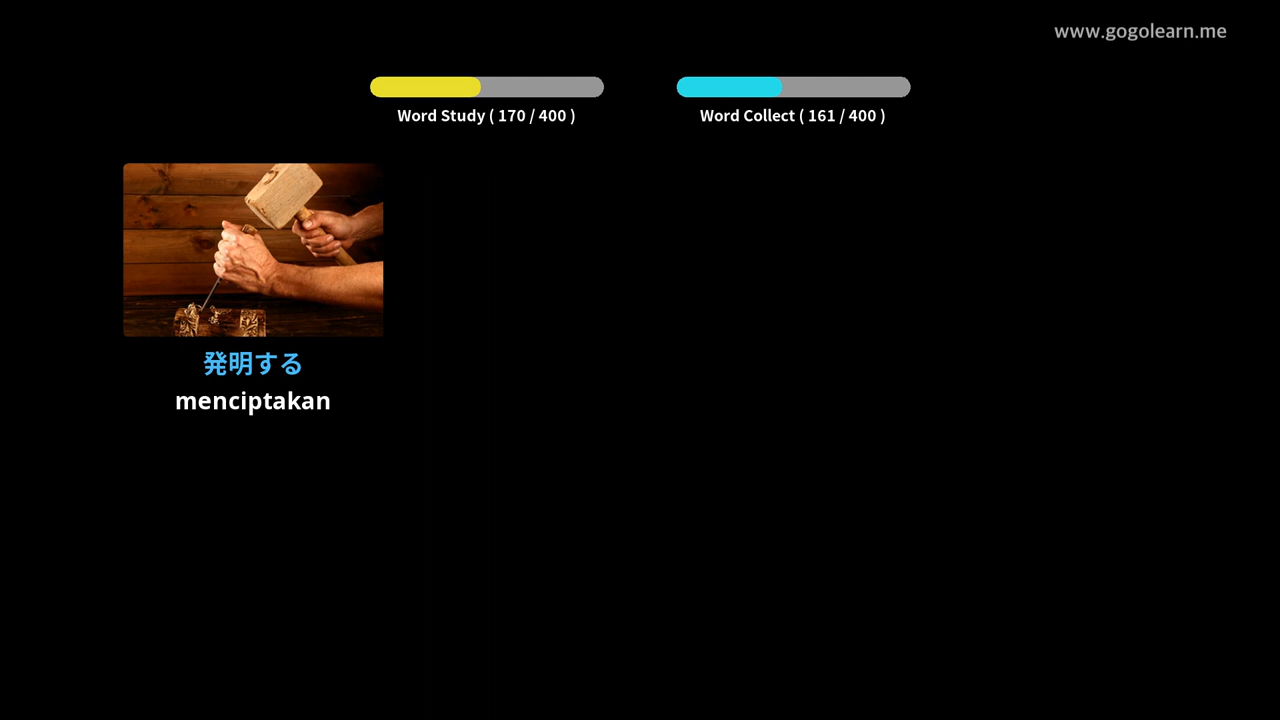 www.gogolearn.me
Word Study ( 170 / 400 )
Word Collect ( 161 / 400 )
発明する
menciptakan